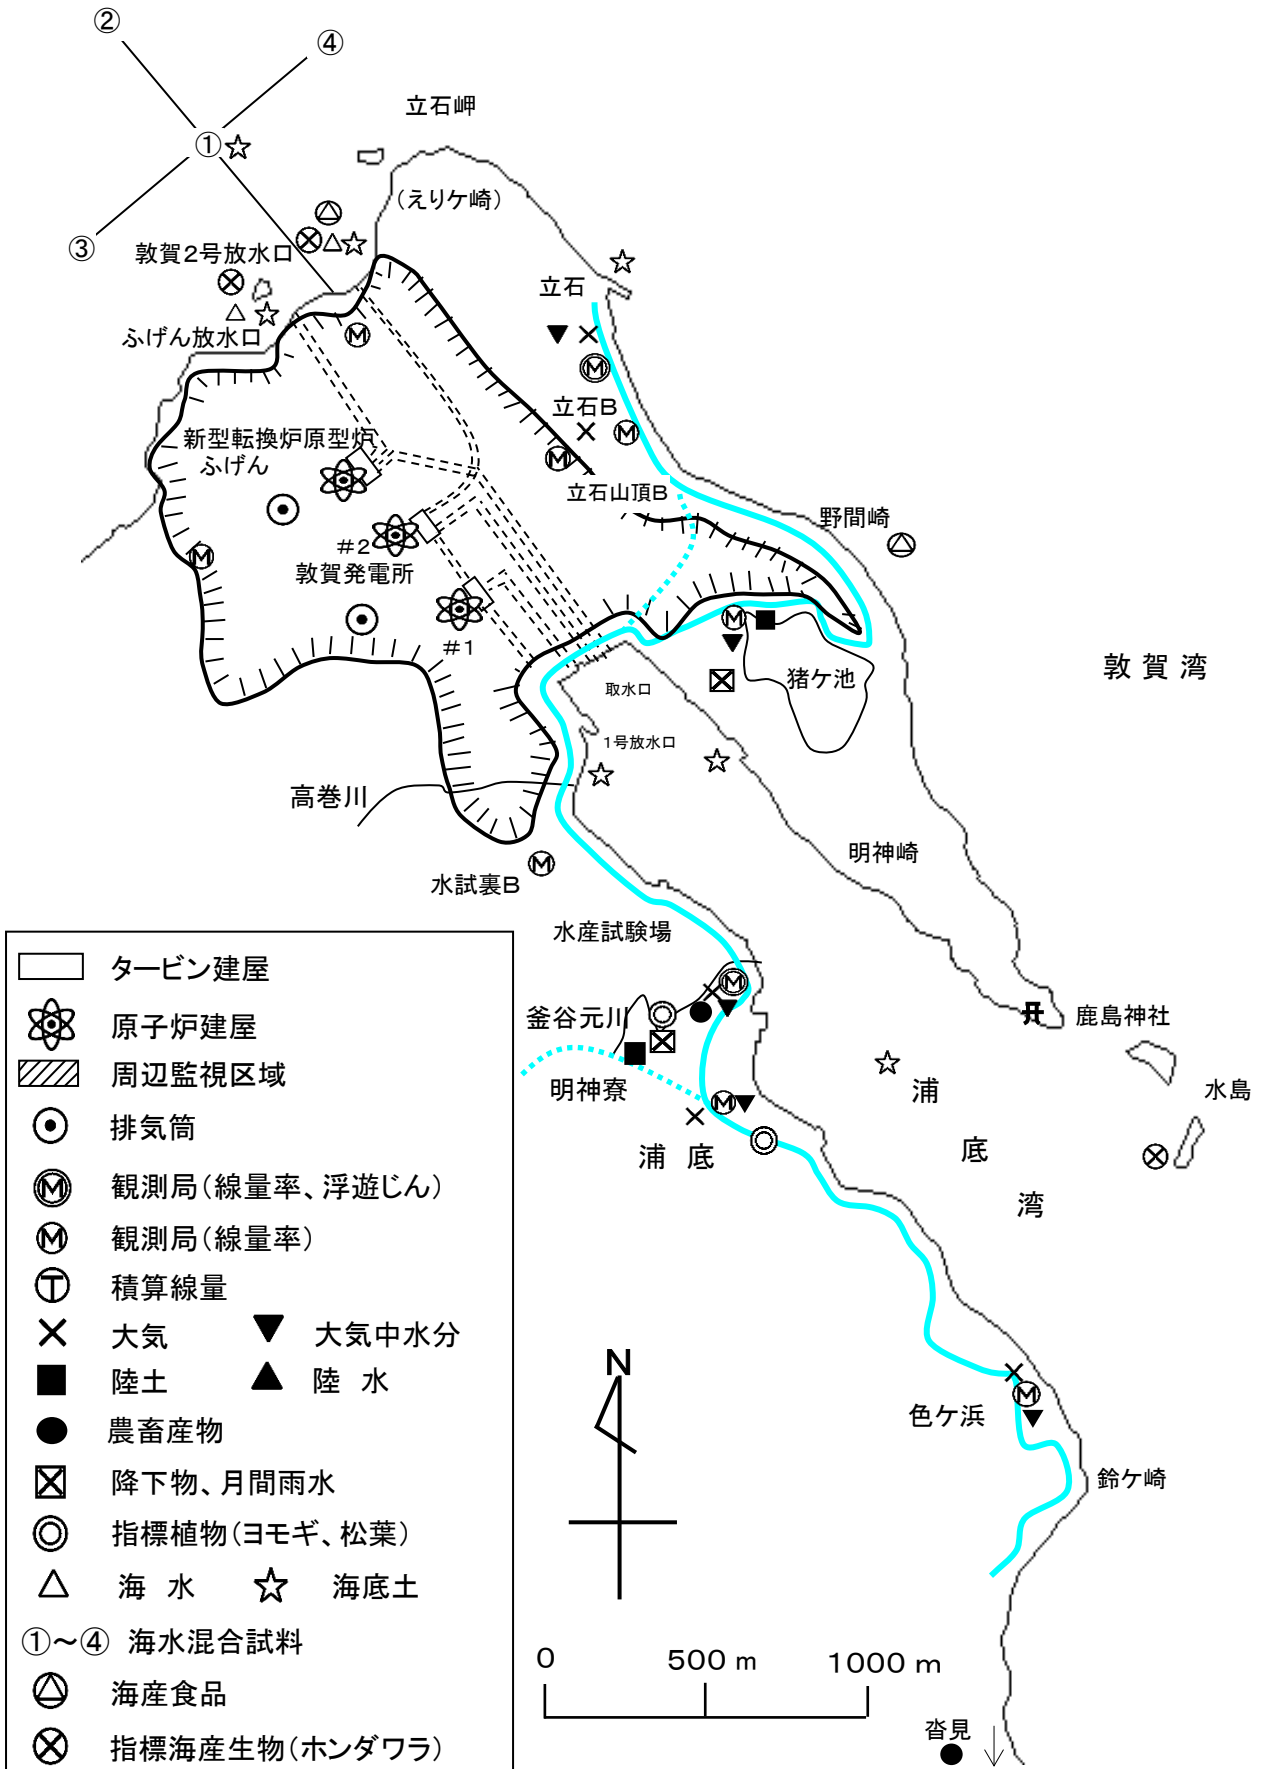 ②
④
立石岬
①
(えりケ崎)
③
敦賀2号放水口
立石
ふげん放水口
立石B
新型転換炉原型炉
ふげん
立石山頂B
野間崎
#2
敦賀発電所
#1
敦賀湾
取水口
猪ケ池
1号放水口
高巻川
明神崎
水試裏B
水産試験場
釜谷元川
鹿島神社
明神寮
浦底湾
水島
浦底
タービン建屋
原子炉建屋
周辺監視区域
排気筒
観測局(線量率、浮遊じん)
観測局(線量率)
積算線量
大気 大気中水分
陸土 陸水
農畜産物
降下物、月間雨水
指標植物(ヨモギ、松葉)
海水 海底土
①~④ 海水混合試料
海産食品
指標海産生物(ホンダワラ)
N
色ケ浜
鈴ケ崎
0 500 m 1000 m
沓見